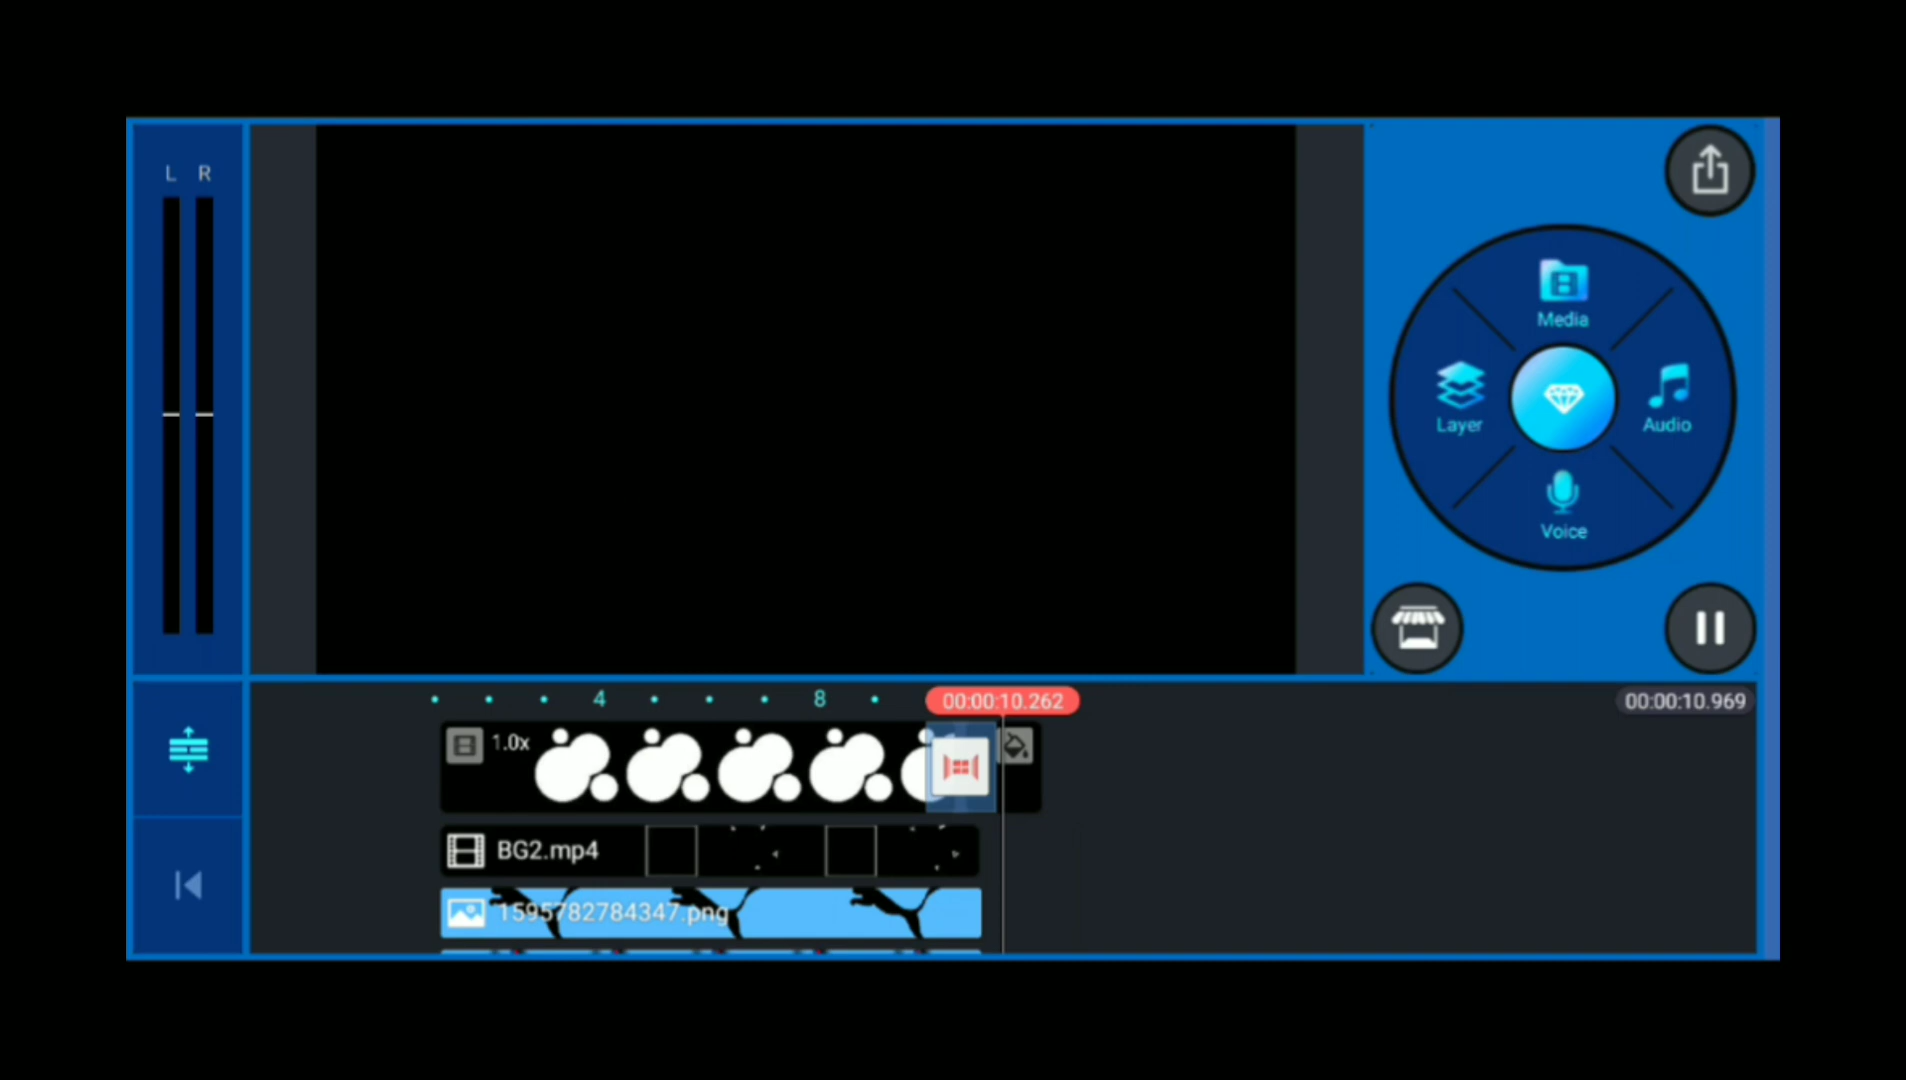 L R
Media
Layer
Audio
Voice
4
8
00:00:10.262
00:00:10.969
1.0x
BG2.mp4
1595782784347.png